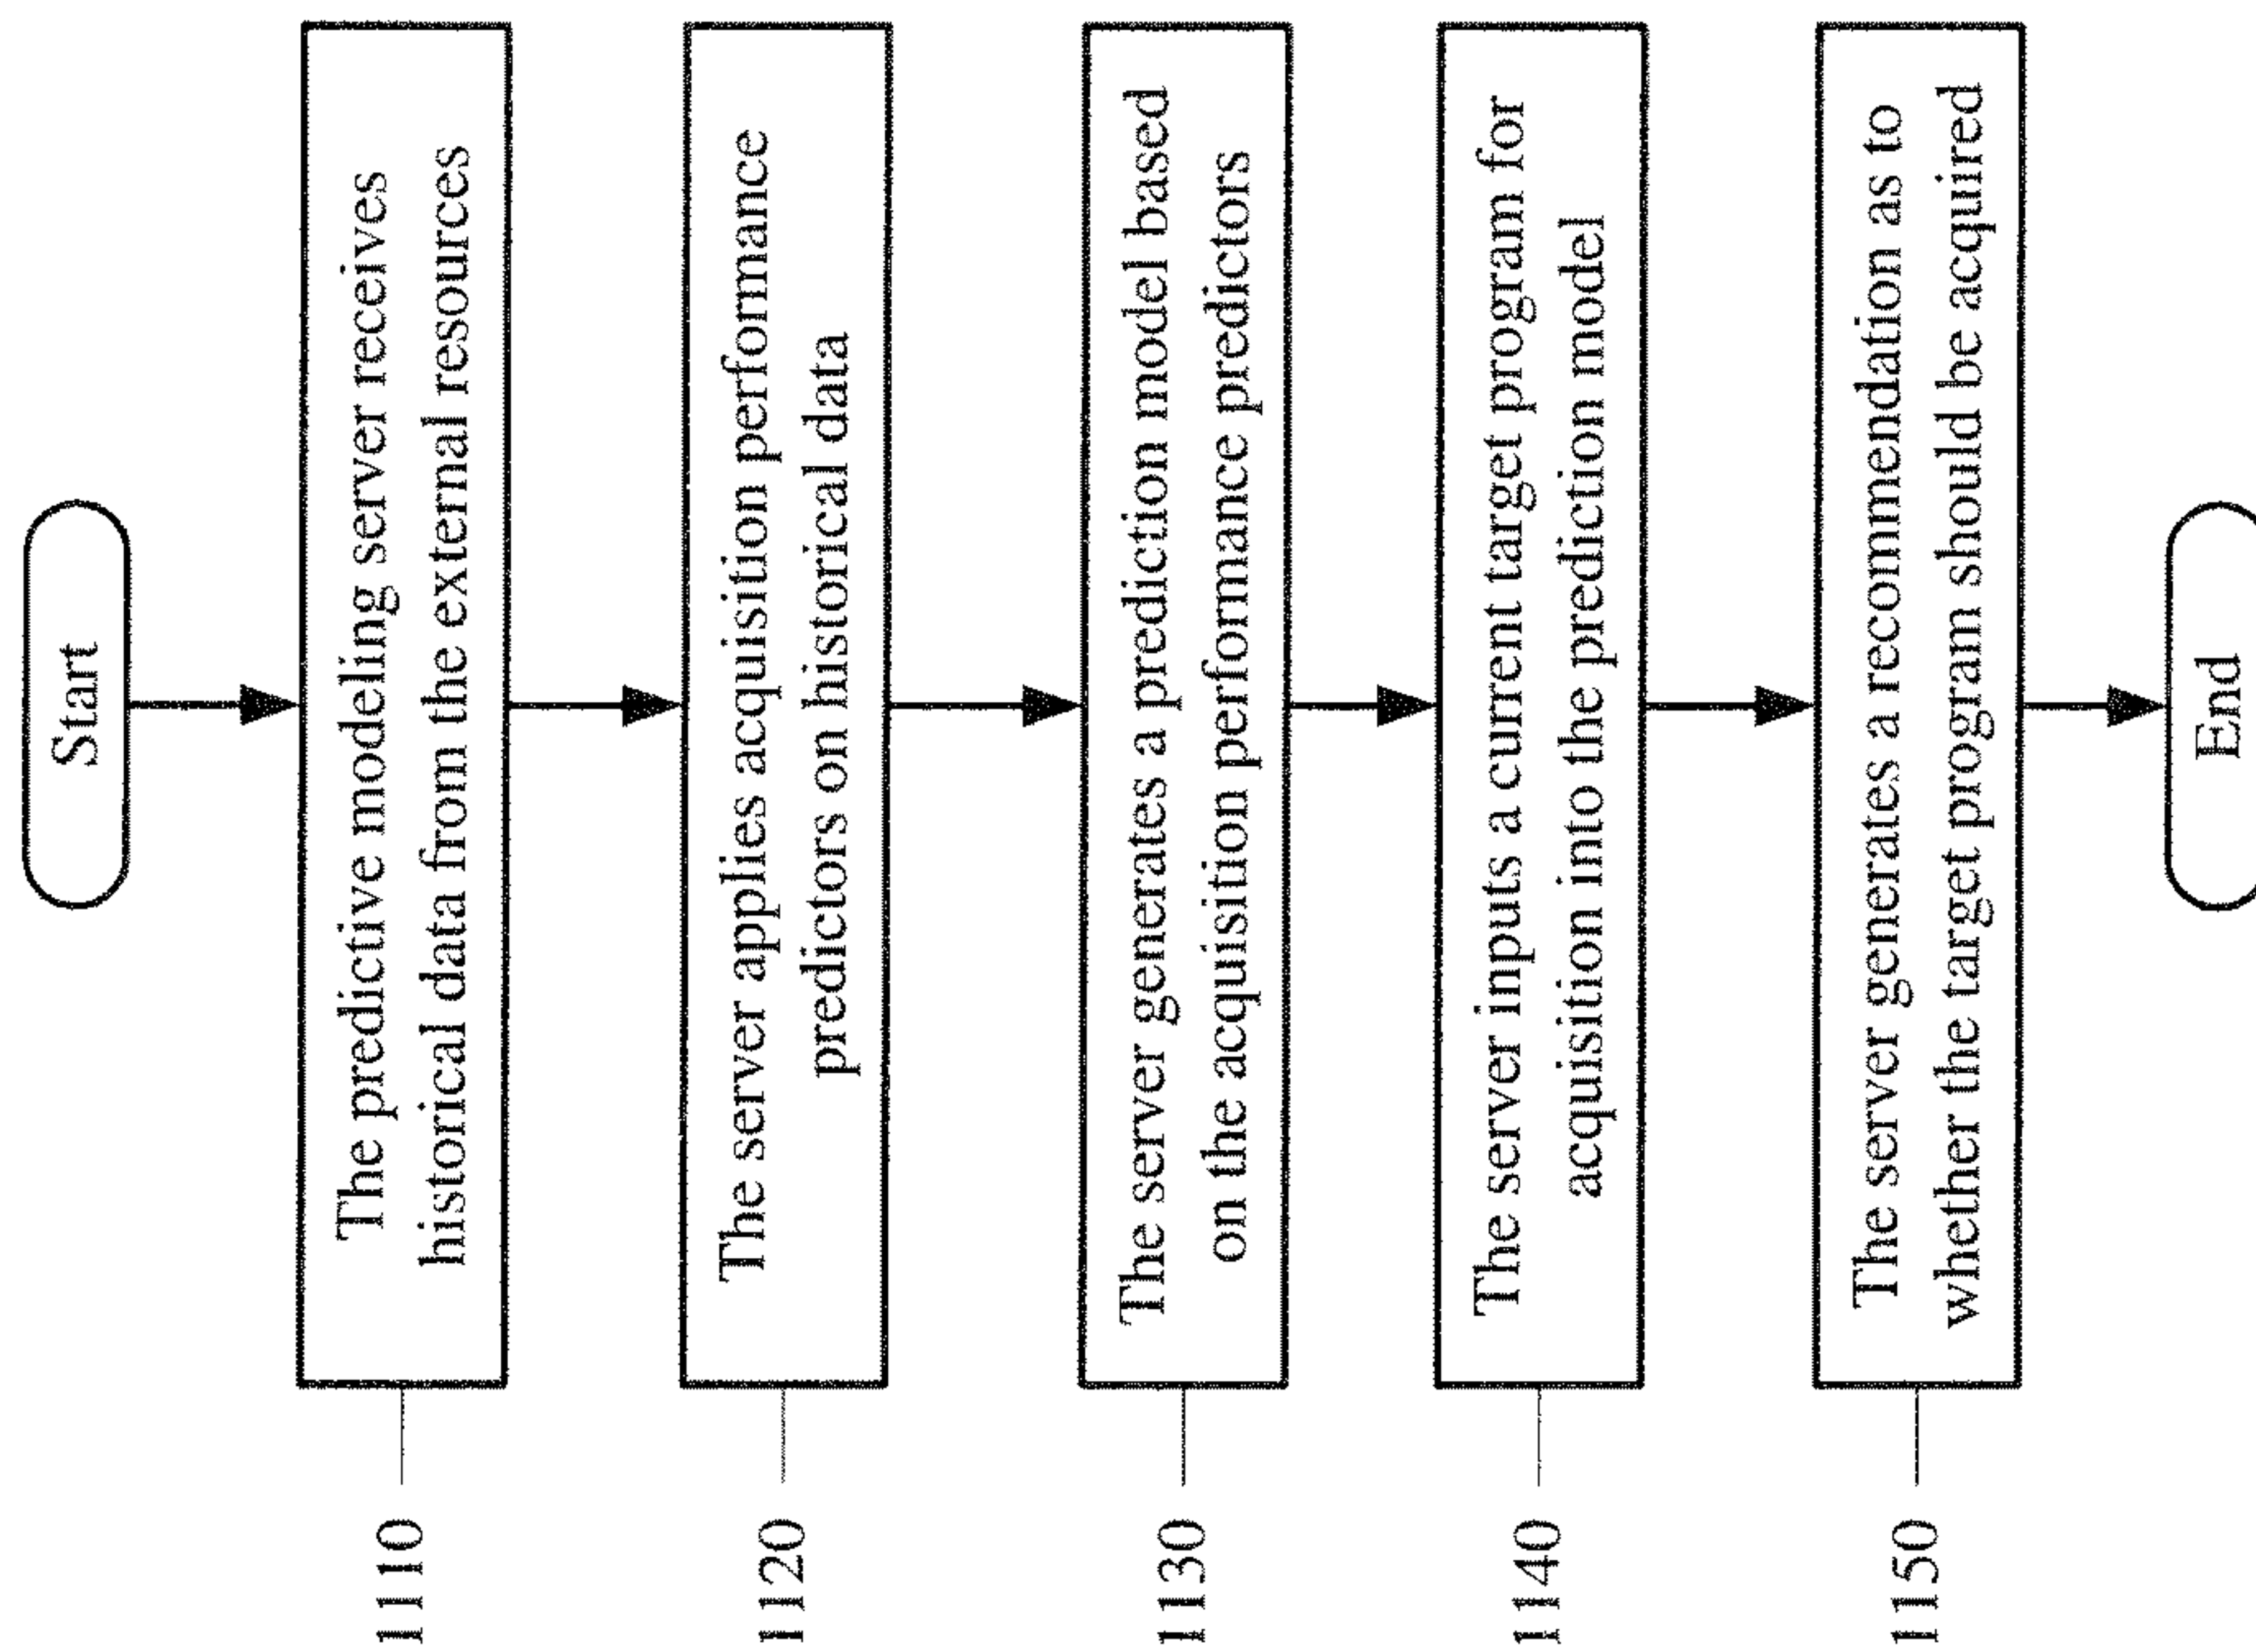 Start
1110
The predictive modeling server receives
historical data from the external resources
1120
The server applies acquisition performance
predictors on historical data
1130
The server generates a prediction model based
on the acquisition performance predictors
1140
The server inputs a current target program for
acquisition into the prediction model
1150
The server generates a recommendation as to
whether the target program should be acquired
End